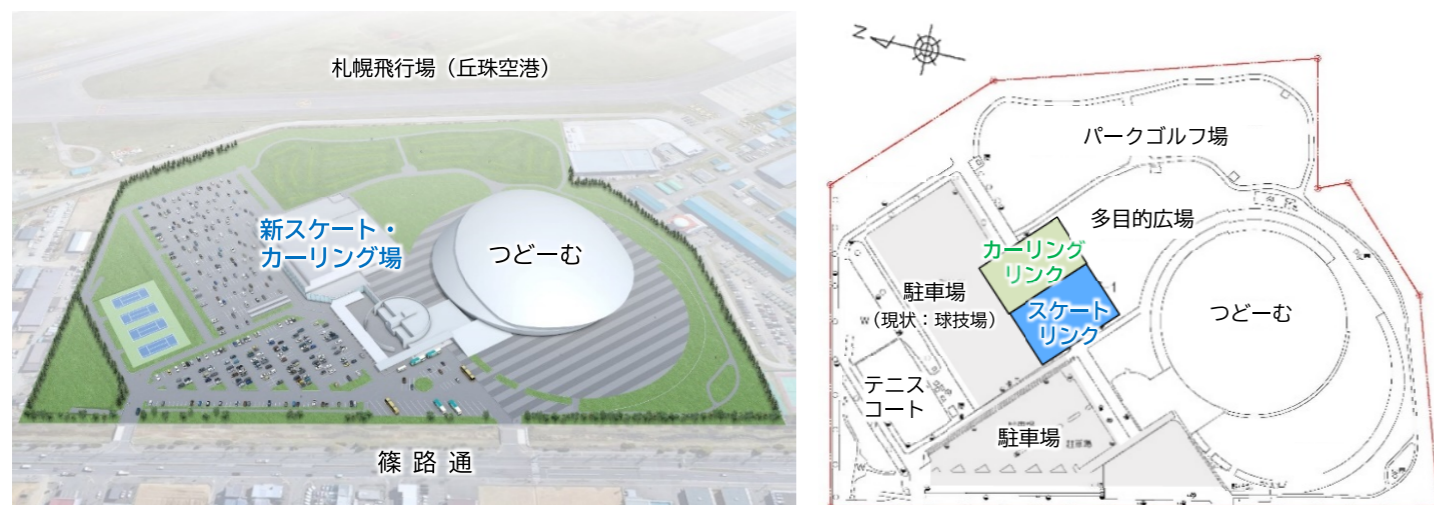 札幌飛行場（丘珠空港）
新スケート・
カーリング場
つどーむ
篠路通
N
パークゴルフ場
多目的広場
カーリング
リンク
スケート
リンク
駐車場
（現状：球技場）
つどーむ
テニス
コート
駐車場
W
W
-1